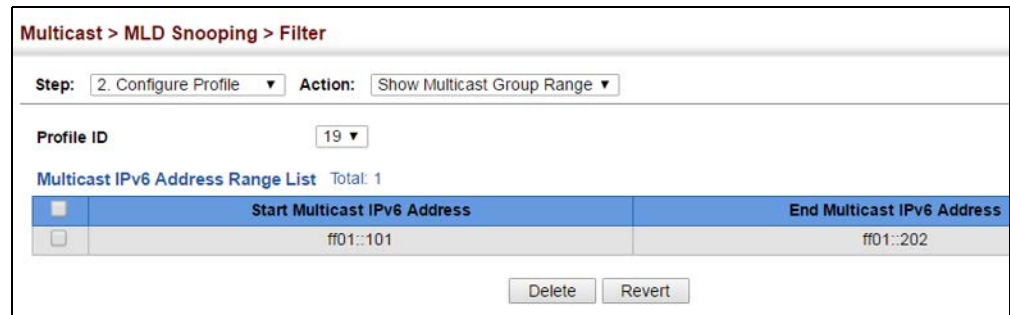 Multicast > MLD Snooping > Filter
Step: 2. Configure Profile Action: Show Multicast Group Range
Profile ID 19
Multicast IPv6 Address Range List Total: 1
Start Multicast IPv6 Address End Multicast IPv6 Address
ff01::101 ff01::202
Delete Revert